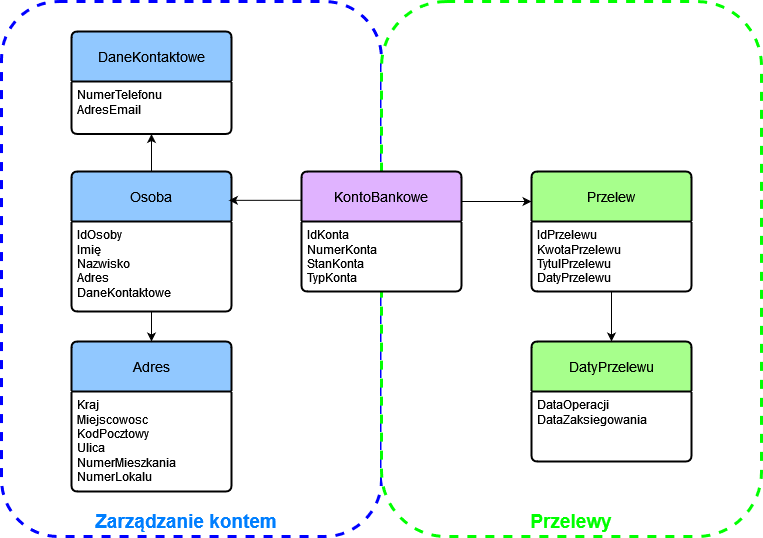 DaneKontaktowe
NumerTelefonu
AdresEmail
Osoba
IdOsoby
Imię
Nazwisko
Adres
DaneKontaktowe
KontoBankowe
IdKonta
NumerKonta
StanKonta
TypKonta
Przelew
IdPrzelewu
KwotaPrzelewu
TytulPrzelewu
DatyPrzelewu
Adres
Kraj
Miejscowosc
KodPocztowy
Ulica
NumerMieszkania
NumerLokalu
DatyPrzelewu
DataOperacji
DataZaksiegowania
Zarządzanie kontem
Przelewy